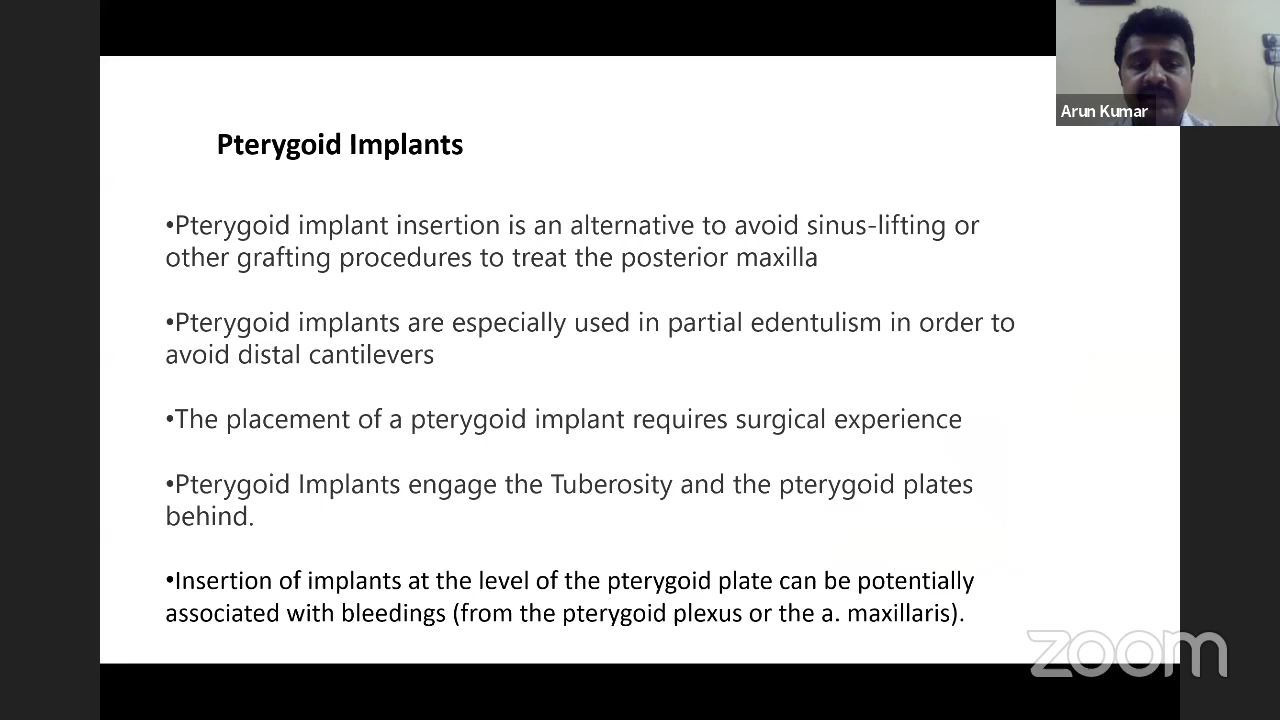 Arun Kumar
Pterygoid Implants
•Pterygoid implant insertion is an alternative to avoid sinus-lifting or
other grafting procedures to treat the posterior maxilla
•Pterygoid implants are especially used in partial edentulism in order to
avoid distal cantilevers
•The placement of a pterygoid implant requires surgical experience
•Pterygoid Implants engage the Tuberosity and the pterygoid plates
behind.
•Insertion of implants at the level of the pterygoid plate can be potentially
associated with bleedings (from the pterygoid plexus or the a. maxillaris).
zoom